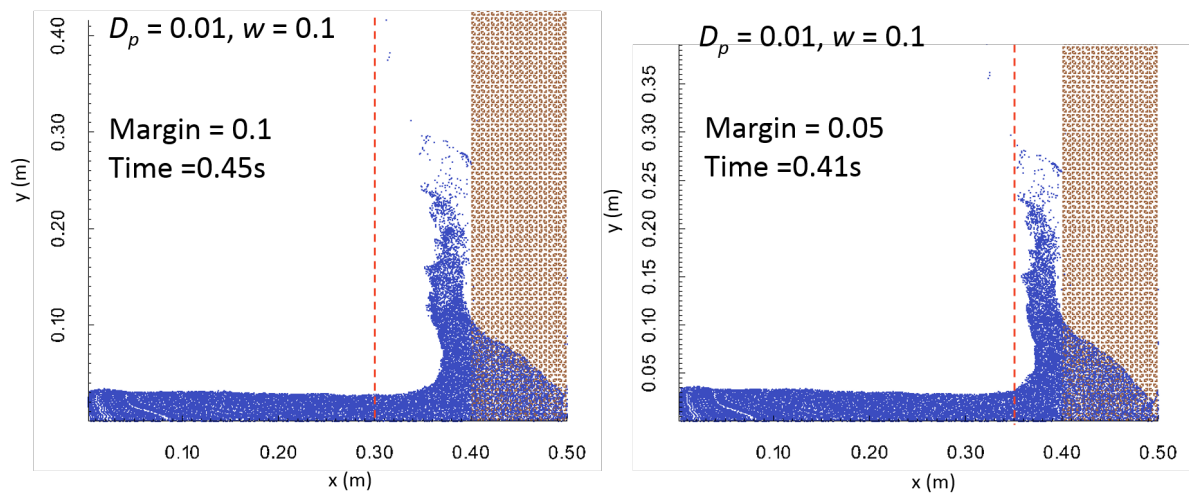 Dp = 0.01, w = 0.1
Margin = 0.1
Time =0.45s
y (m)
0.40
0.30
0.20
0.10
0.10 0.20 0.30 0.40 0.50
x (m)
Dp = 0.01, w = 0.1
Margin = 0.05
Time =0.41s
y (m)
0.35
0.30
0.25
0.20
0.15
0.10
0.05
0.10 0.20 0.30 0.40 0.50
x (m)